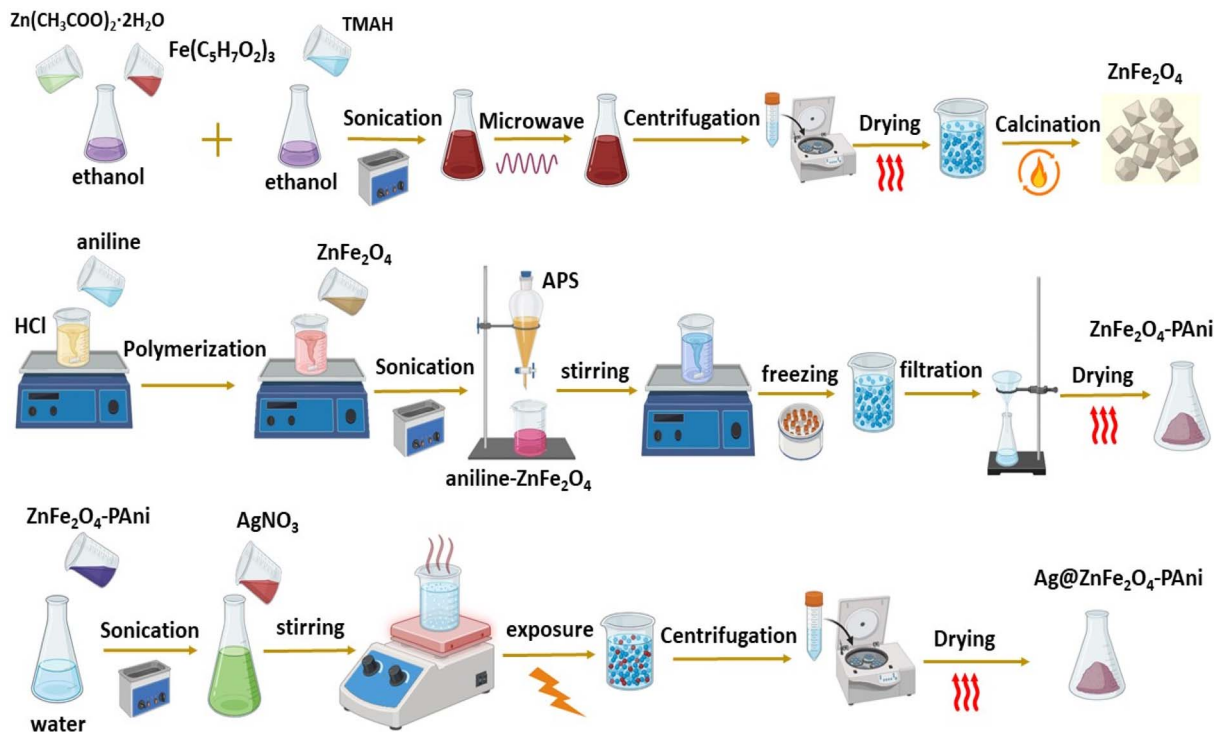 Zn(CH₃COO)₂·2H₂O
Fe(C₅H₇O₂)₃
TMAH
ethanol
+
ethanol
Sonication
Microwave
Centrifugation
Drying
Calcination
ZnFe₂O₄
aniline
HCl
Polymerization
ZnFe₂O₄
Sonication
APS
aniline-ZnFe₂O₄
stirring
freezing
filtration
Drying
ZnFe₂O₄-PAni
ZnFe₂O₄-PAni
water
Sonication
AgNO₃
stirring
exposure
Centrifugation
Drying
Ag@ZnFe₂O₄-PAni